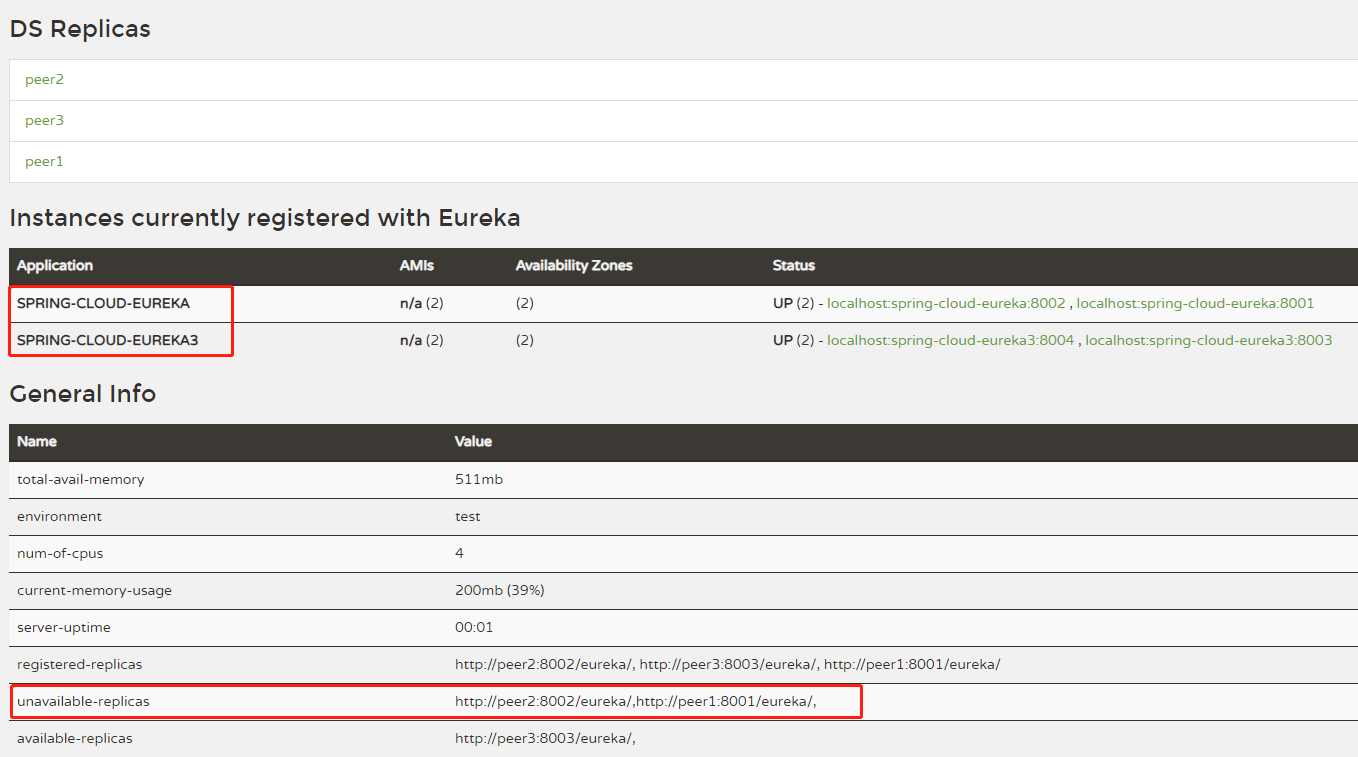 DS Replicas
peer2
peer3
peer1
Instances currently registered with Eureka
Application AMIs Availability Zones Status
SPRING-CLOUD-EUREKA n/a (2) (2) UP (2) - localhost:spring-cloud-eureka:8002 , localhost:spring-cloud-eureka:8001
SPRING-CLOUD-EUREKA3 n/a (2) (2) UP (2) - localhost:spring-cloud-eureka3:8004 , localhost:spring-cloud-eureka3:8003
General Info
Name Value
total-avail-memory 511mb
environment test
num-of-cpus 4
current-memory-usage 200mb (39%)
server-uptime 00:01
registered-replicas http://peer2:8002/eureka/, http://peer3:8003/eureka/, http://peer1:8001/eureka/
unavailable-replicas http://peer2:8002/eureka/,http://peer1:8001/eureka/,
available-replicas http://peer3:8003/eureka/,